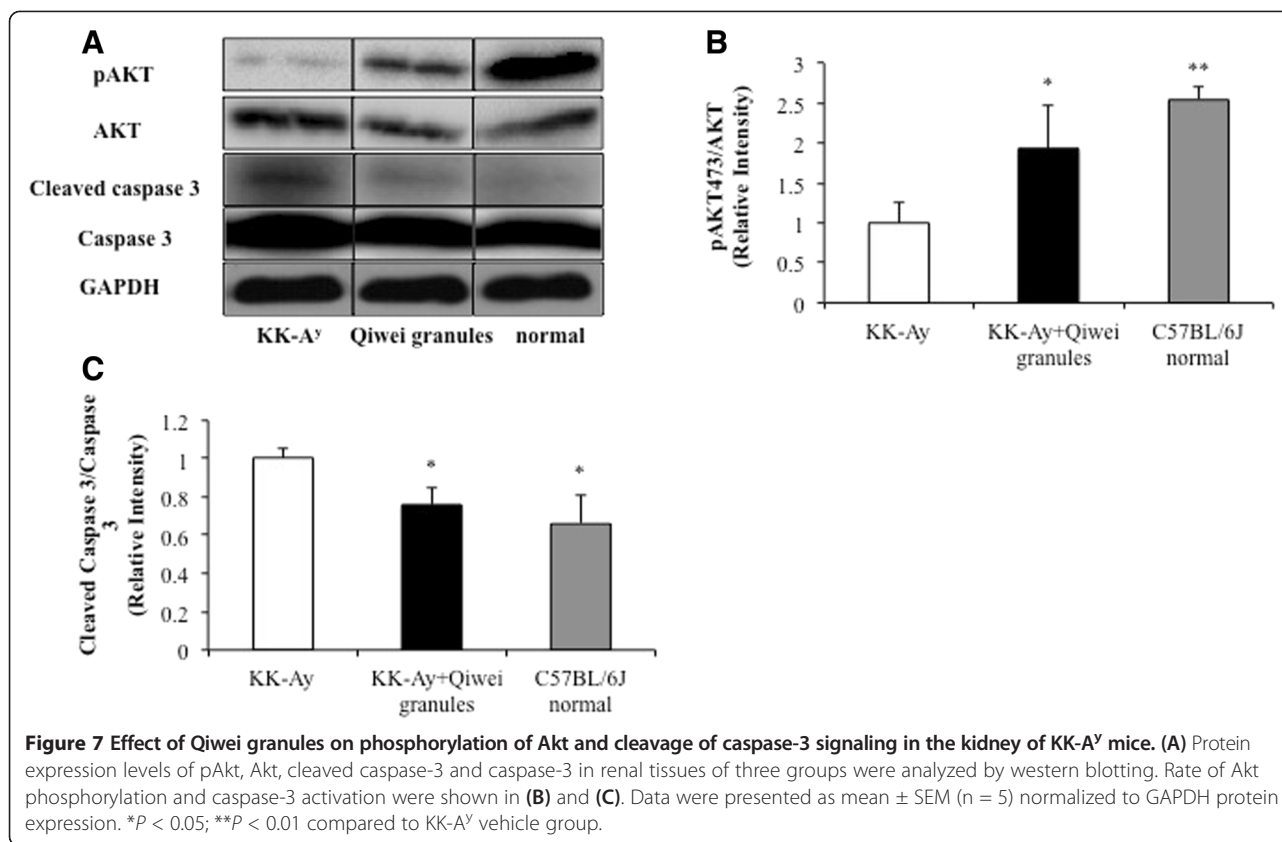 A
pAKT
AKT
Cleaved caspase 3
Caspase 3
GAPDH
KK-Aʸ Qiwei granules normal
B
pAKT473/AKT
(Relative Intensity)
3
2.5
2
1.5
1
0.5
0
*
**
KK-Ay
KK-Ay+Qiwei
granules
C57BL/6J
normal
C
Cleaved Caspase 3/Caspase
3
(Relative Intensity)
1.2
1
0.8
0.6
0.4
0.2
0
*
*
KK-Ay
KK-Ay+Qiwei
granules
C57BL/6J
normal
Figure 7 Effect of Qiwei granules on phosphorylation of Akt and cleavage of caspase-3 signaling in the kidney of KK-Aʸ mice. (A) Protein
expression levels of pAkt, Akt, cleaved caspase-3 and caspase-3 in renal tissues of three groups were analyzed by western blotting. Rate of Akt
phosphorylation and caspase-3 activation were shown in (B) and (C). Data were presented as mean ± SEM (n = 5) normalized to GAPDH protein
expression. *P < 0.05; **P < 0.01 compared to KK-Aʸ vehicle group.